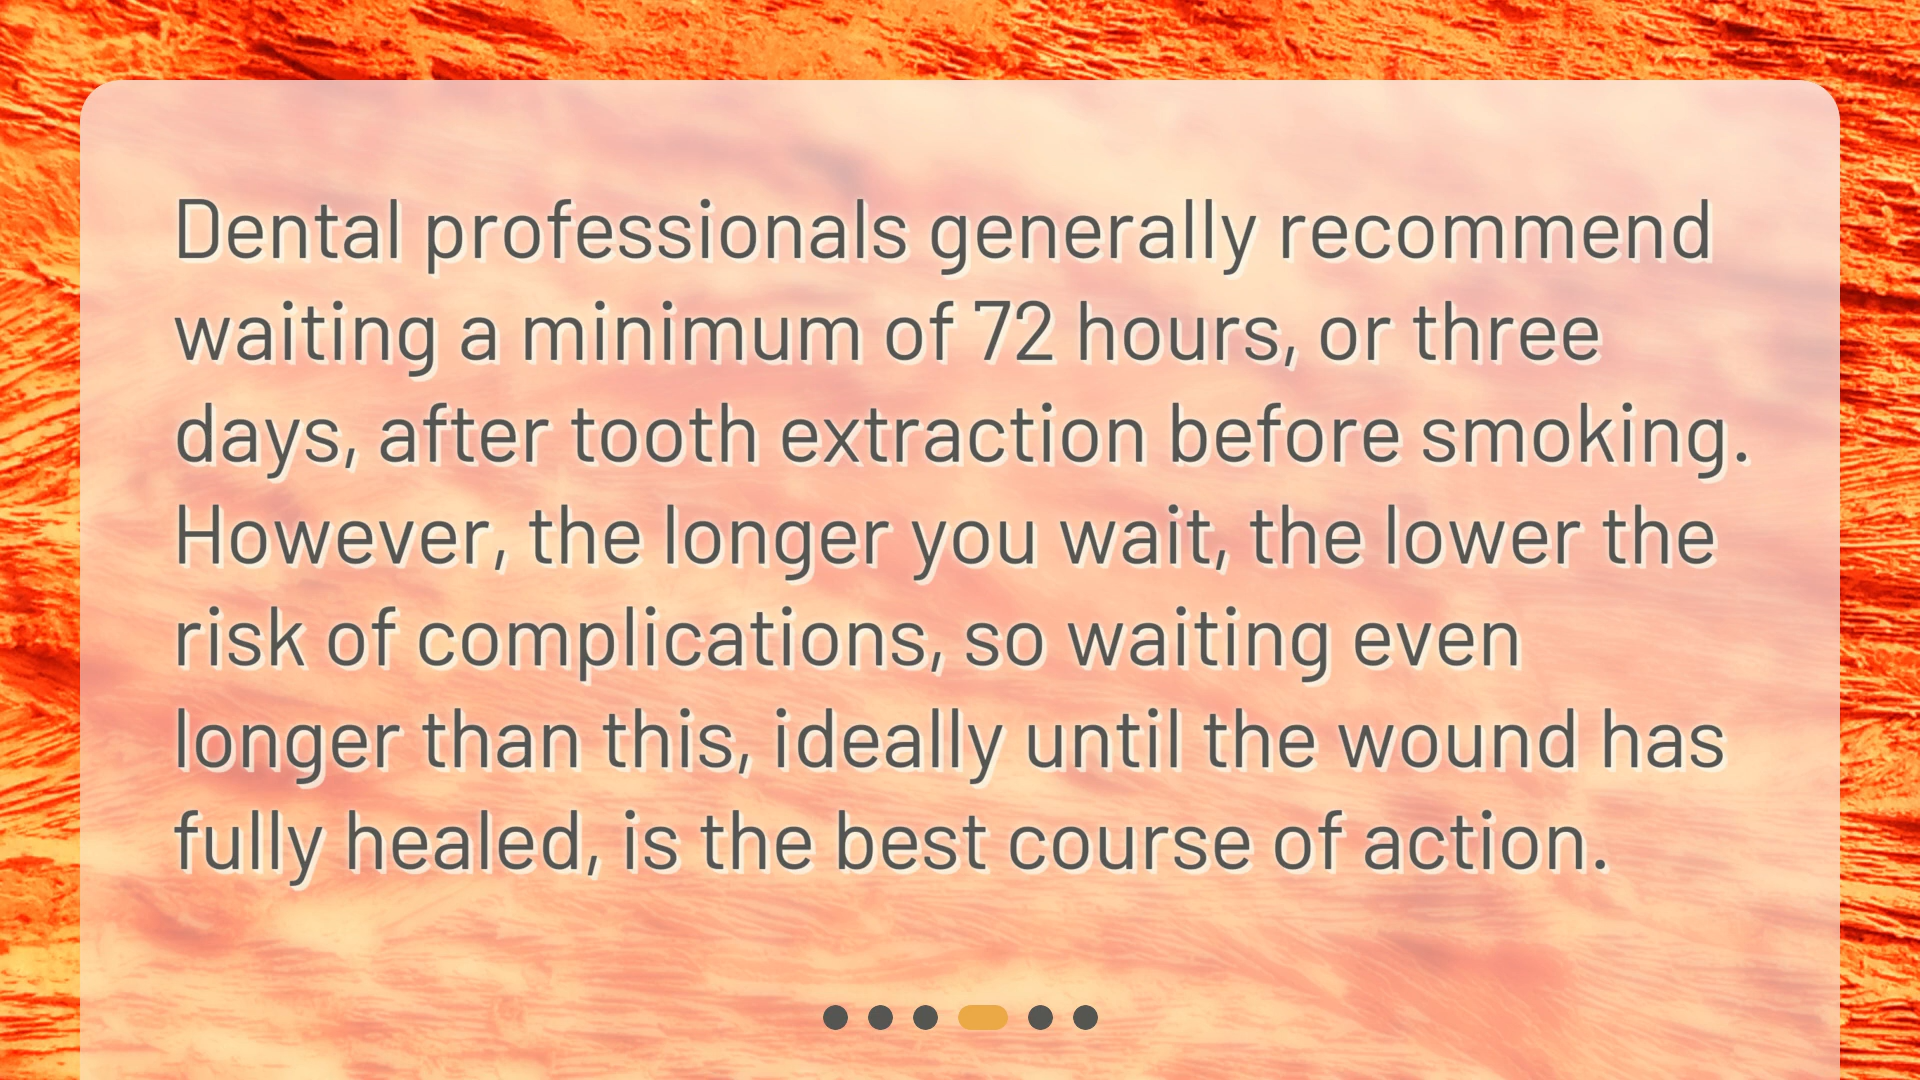 Dental professionals generally recommend
waiting a minimum of 72 hours, or three
days, after tooth extraction before smoking.
However, the longer you wait, the lower the
risk of complications, so waiting even
longer than this, ideally until the wound has
fully healed, is the best course of action.